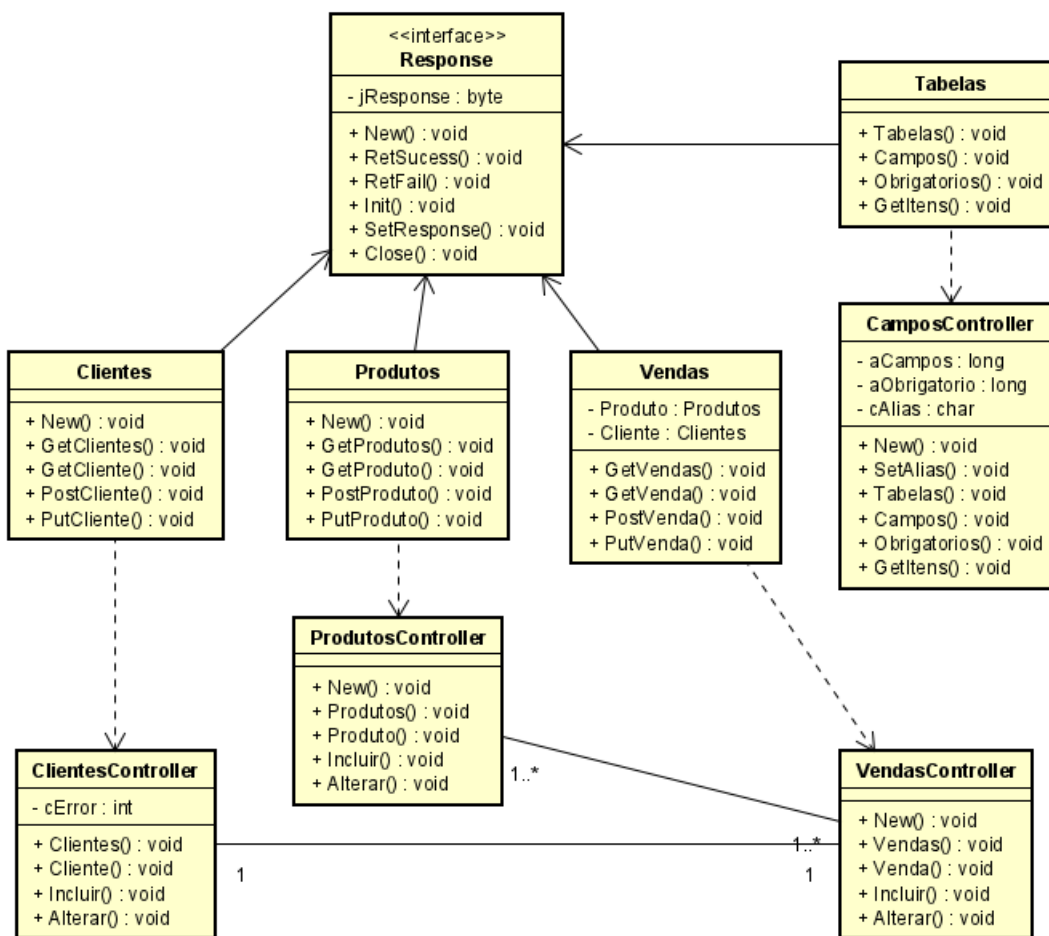 <<interface>>
Response
- jResponse : byte
+ New() : void
+ RetSucess() : void
+ RetFail() : void
+ Init() : void
+ SetResponse() : void
+ Close() : void
Tabelas
+ Tabelas() : void
+ Campos() : void
+ Obrigatorios() : void
+ GetItens() : void
Clientes
+ New() : void
+ GetClientes() : void
+ GetCliente() : void
+ PostCliente() : void
+ PutCliente() : void
Produtos
+ New() : void
+ GetProdutos() : void
+ GetProduto() : void
+ PostProduto() : void
+ PutProduto() : void
Vendas
- Produto : Produtos
- Cliente : Clientes
+ GetVendas() : void
+ GetVenda() : void
+ PostVenda() : void
+ PutVenda() : void
CamposController
- aCampos : long
- aObrigatorio : long
- cAlias : char
+ New() : void
+ SetAlias() : void
+ Tabelas() : void
+ Campos() : void
+ Obrigatorios() : void
+ GetItens() : void
ProdutosController
+ New() : void
+ Produtos() : void
+ Produto() : void
+ Incluir() : void
+ Alterar() : void
1..*
ClientesController
- cError : int
+ Clientes() : void
+ Cliente() : void
+ Incluir() : void
+ Alterar() : void
1
1..*
1
VendasController
+ New() : void
+ Vendas() : void
+ Venda() : void
+ Incluir() : void
+ Alterar() : void